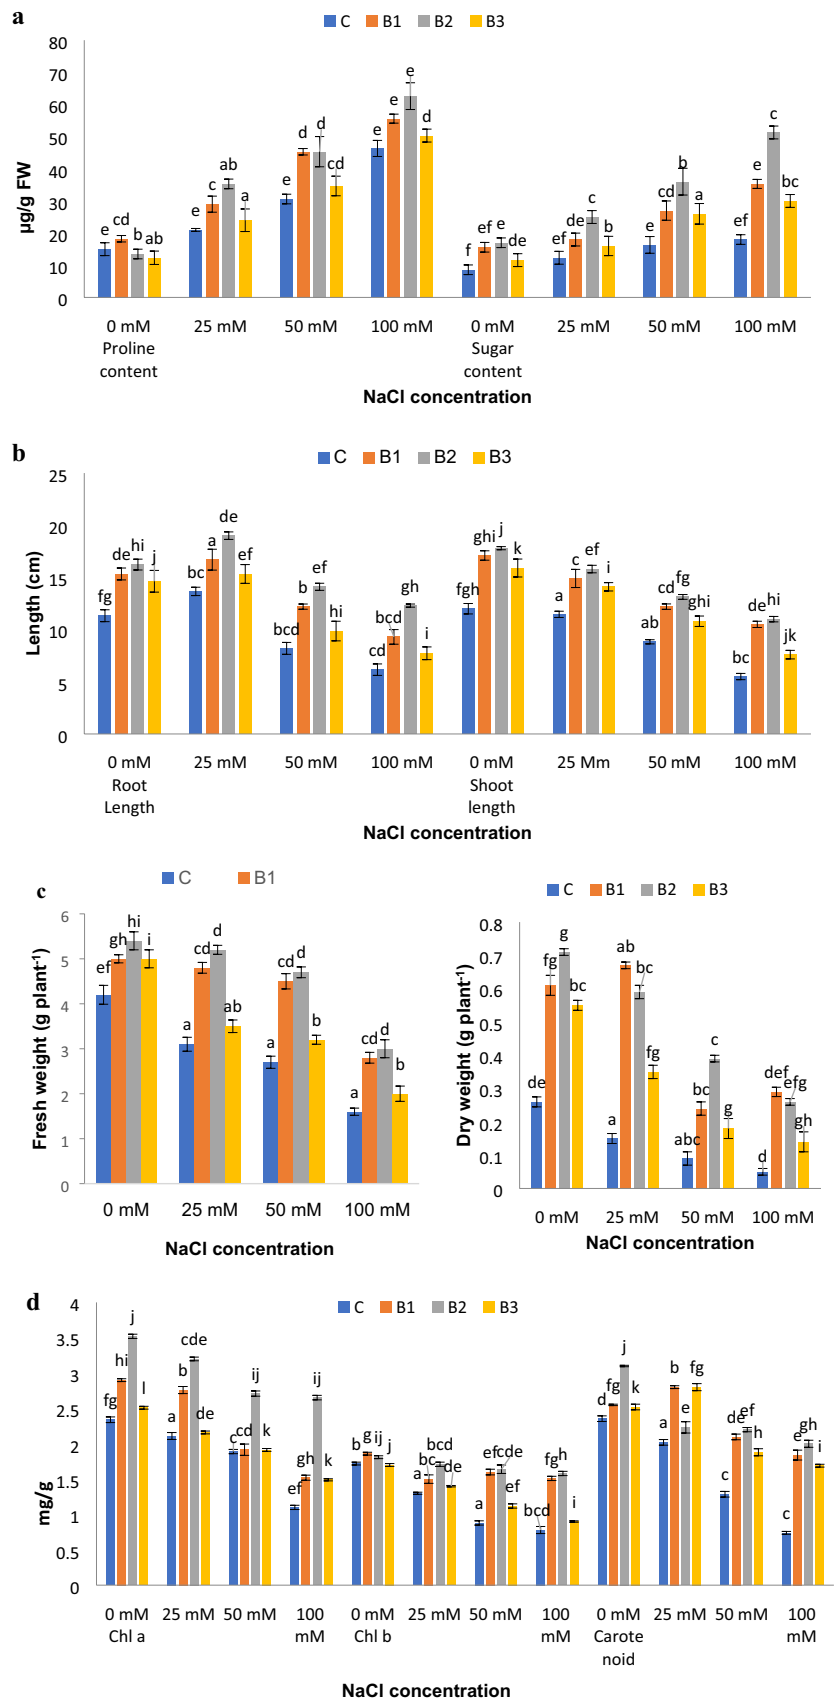 a
C B1 B2 B3
80
70
60
50
40
30
20
10
0
µg/g FW
e cd b ab
e c ab a
e d d cd
e e e d
f e e de
ef de c b
e cd b a
ef e c bc
0 mM 25 mM 50 mM 100 mM 0 mM 25 mM 50 mM 100 mM
Proline Sugar
content content
NaCl concentration
b
C B1 B2 B3
25
20
15
10
5
0
Length (cm)
fg de hi j
bc a de ef
bcd b ef hi
cd bcd gh i
fgh ghi j k
a c ef i
ab cd fg ghi
bc de hi jk
0 mM 25 mM 50 mM 100 mM 0 mM 25 Mm 50 mM 100 mM
Root Shoot
Length length
NaCl concentration
c
C B1
6
5
4
3
2
1
0
Fresh weight (g plant⁻¹)
ef gh hi i
a cd d ab
a cd d b
a cd d b
0 mM 25 mM 50 mM 100 mM
NaCl concentration
C B1 B2 B3
0.8
0.7
0.6
0.5
0.4
0.3
0.2
0.1
0
Dry weight (g plant⁻¹)
de fg g bc
a ab bc fg
abc bc c g
d def efg gh
0 mM 25 mM 50 mM 100 mM
NaCl concentration
d
C B1 B2 B3
4
3.5
3
2.5
2
1.5
1
0.5
0
mg/g
fg hi j l
a b cde de
c cd ij k
ef gh ij k
b g ij j
a bc bcd de
a ef cde ef
bcd fg h i
d fg j k
a b e fg
c de ef h
c e gh i
0 mM 25 mM 50 mM 100 0 mM 25 mM 50 mM 100 0 mM 25 mM 50 mM 100
Chl a mM Chl b mM Carote mM
noid
NaCl concentration